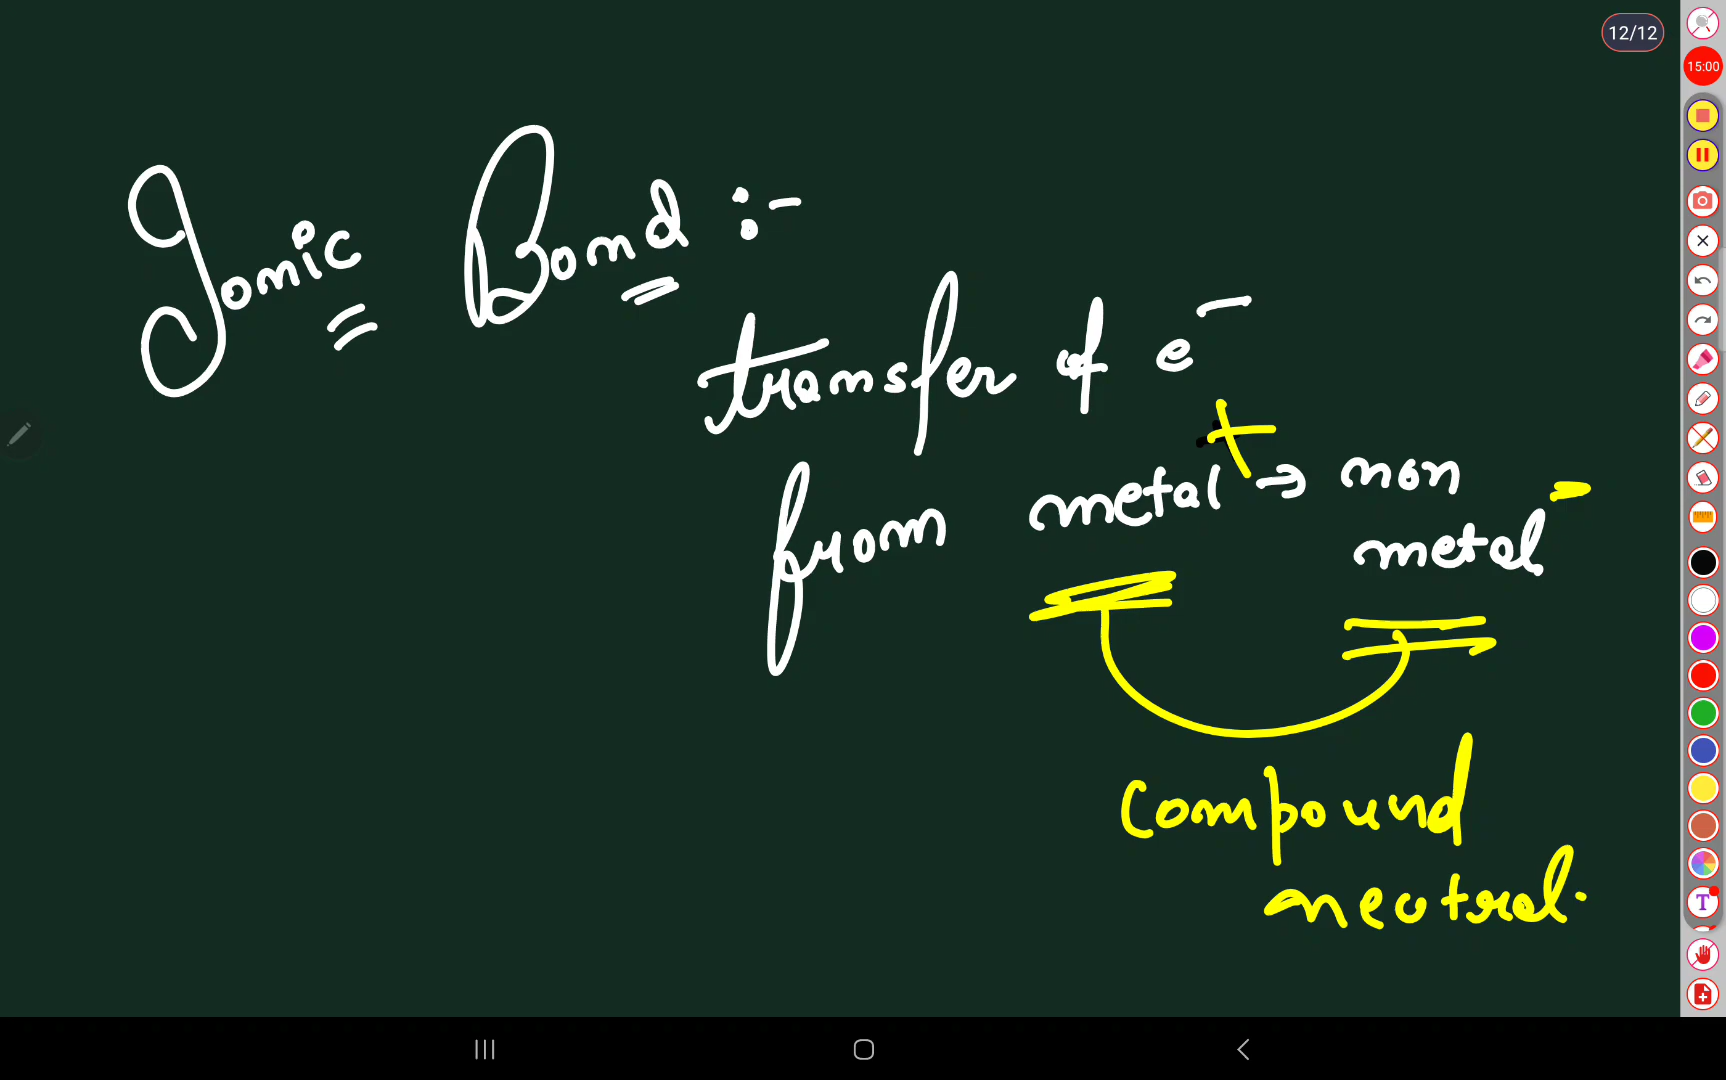 12/12
15:00
Ionic Bond :-
transfer of e⁻
from metal⁺ → non
metal⁻
compound
neutral.
T